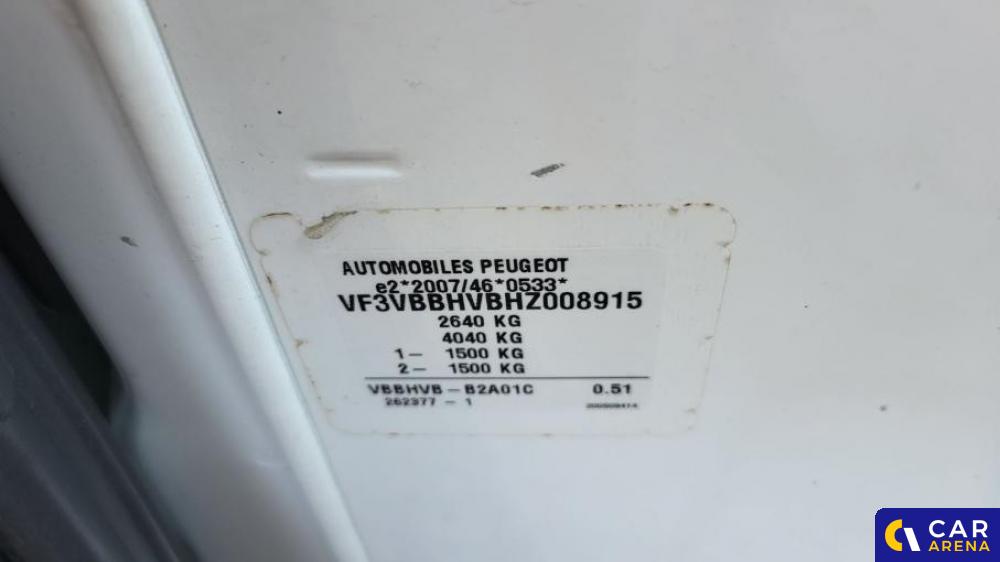 AUTOMOBILES PEUGEOT
e2*2007/46*0533*
VF3VBBHVBHZ008915
2640 KG
4040 KG
1- 1500 KG
2- 1500 KG
VBBHVB - B2A01C 0.51
262377 - 1
CAR
ARENA